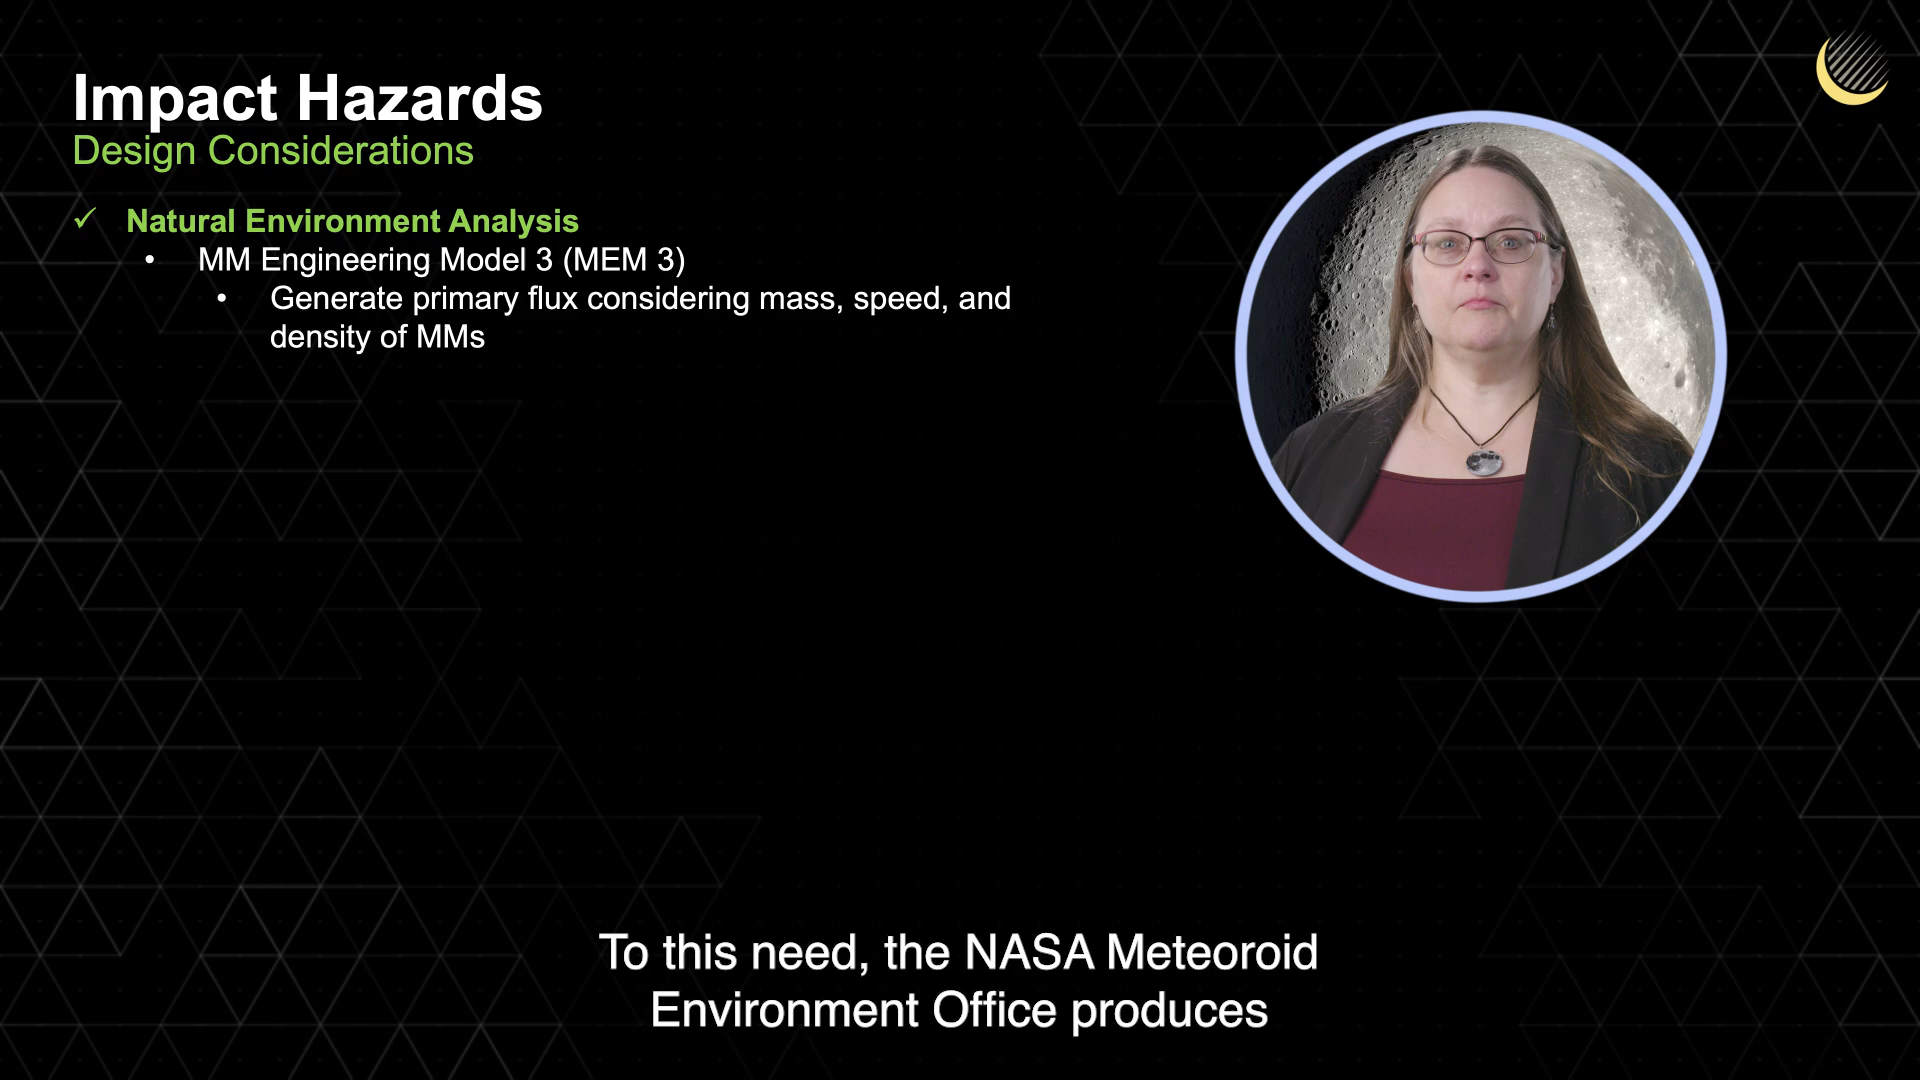 Impact Hazards
Design Considerations
✓ Natural Environment Analysis
• MM Engineering Model 3 (MEM 3)
• Generate primary flux considering mass, speed, and
density of MMs
To this need, the NASA Meteoroid
Environment Office produces